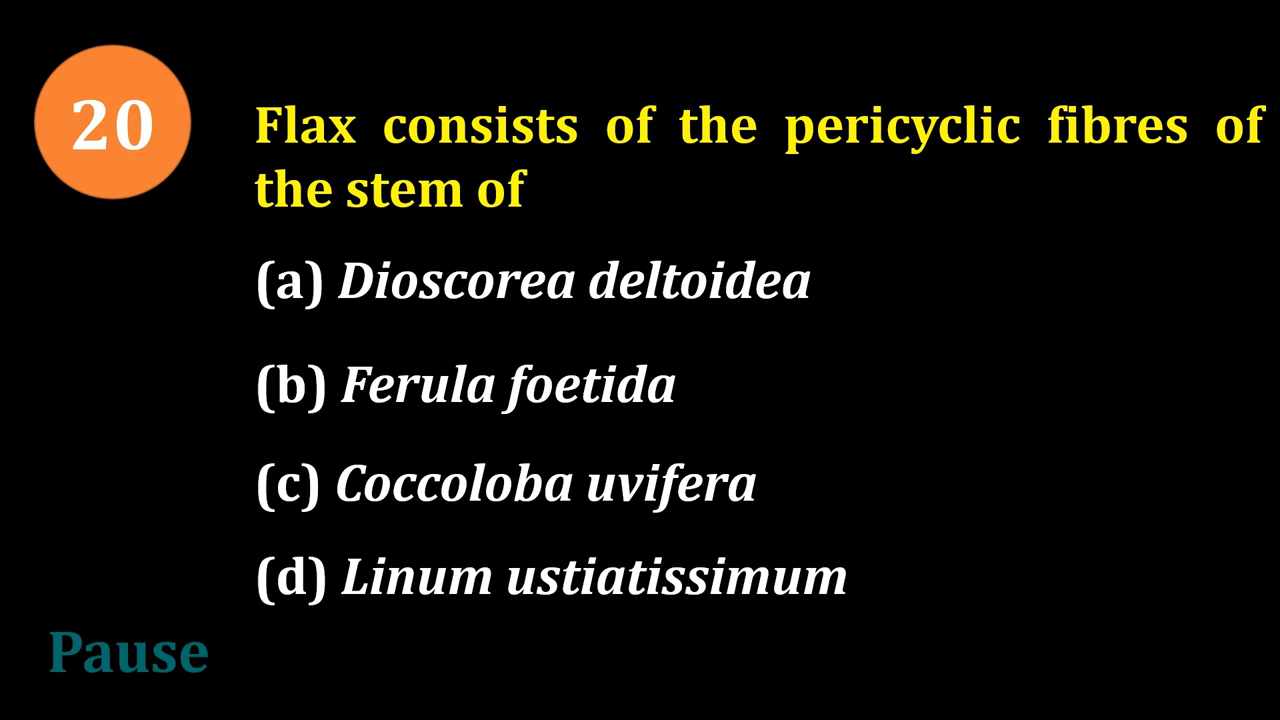 20
Flax consists of the pericyclic fibres of
the stem of
(a) Dioscorea deltoidea
(b) Ferula foetida
(c) Coccoloba uvifera
(d) Linum ustiatissimum
Pause